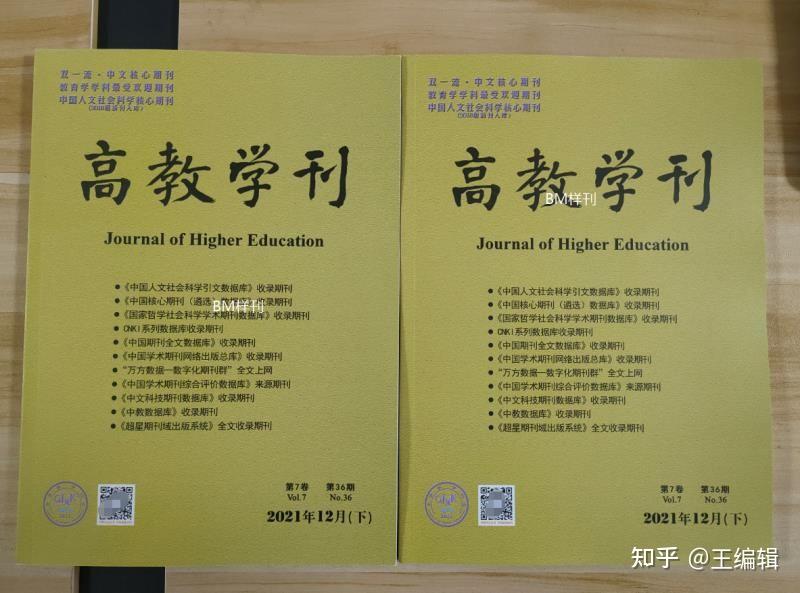 双一流·中文核心期刊
教育学学科最受欢迎期刊
中国人文社会科学核心期刊
高教学刊
Journal of Higher Education
●《中国人文社会科学引文数据库》收录期刊
●《中国核心期刊（遴选）收录期刊
BM样刊
●《国家哲学社会科学学术期刊数据库》收录期刊
●CNKI系列数据库收录期刊
●《中国期刊全文数据库》收录期刊
●《中国学术期刊网络出版总库》收录期刊
●“万方数据—数字化期刊群”全文上网
●《中国学术期刊综合评价数据库》来源期刊
●《中文科技期刊数据库》收录期刊
●《中教数据库》收录期刊
●《超星期刊域出版系统》全文收录期刊
第7卷 第36期
Vol.7 No.36
2021年12月(下)
双一流·中文核心期刊
教育学学科最受欢迎期刊
中国人文社会科学核心期刊
高教学刊
BM样刊
Journal of Higher Education
●《中国人文社会科学引文数据库》收录期刊
●《中国核心期刊（遴选）数据库》收录期刊
●《国家哲学社会科学学术期刊数据库》收录期刊
●CNKI系列数据库收录期刊
●《中国期刊全文数据库》收录期刊
●《中国学术期刊网络出版总库》收录期刊
●“万方数据—数字化期刊群”全文上网
●《中国学术期刊综合评价数据库》来源期刊
●《中文科技期刊数据库》收录期刊
●《中教数据库》收录期刊
●《超星期刊域出版系统》全文收录期刊
第7卷 第36期
Vol.7 No.36
2021年12月(下)
知乎 @王编辑